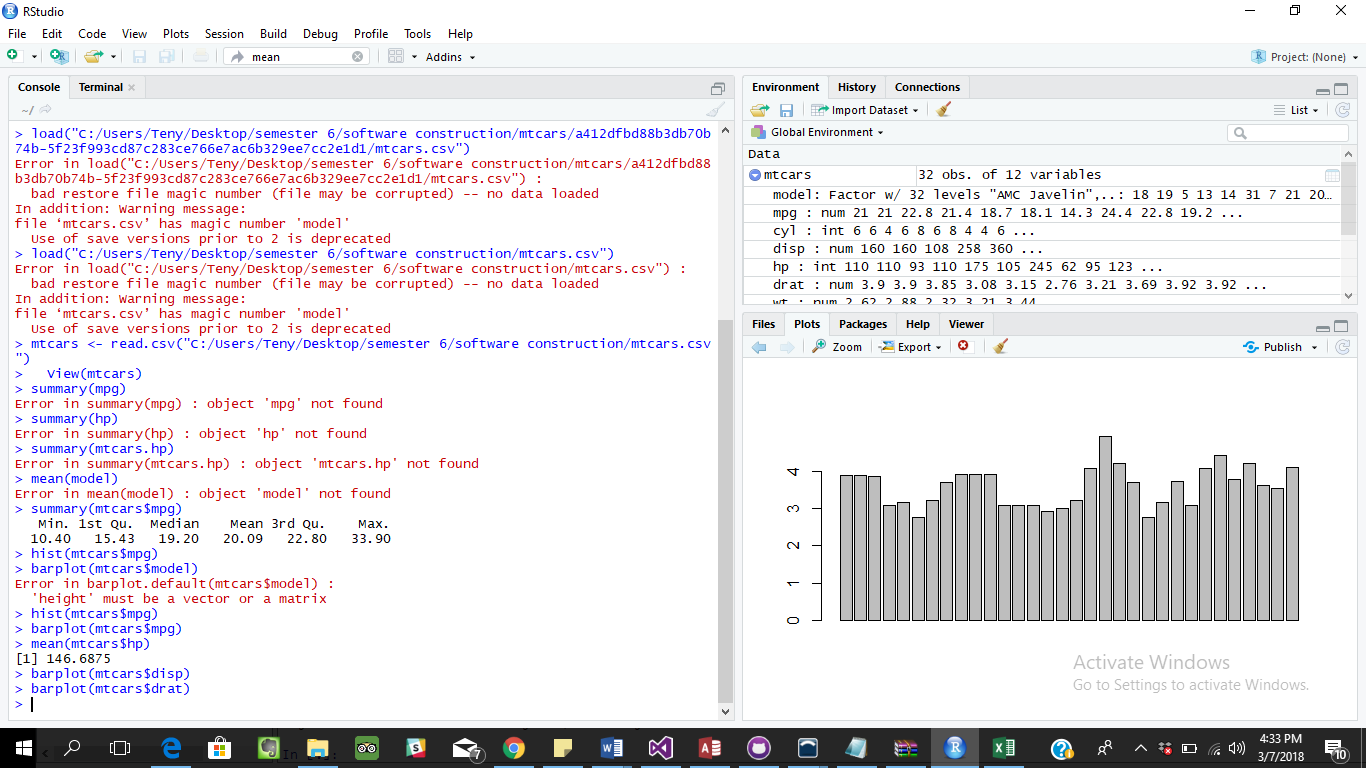 RStudio
File Edit Code View Plots Session Build Debug Profile Tools Help
mean
Addins
Project: (None)
Console Terminal
~/
> load("C:/Users/Teny/Desktop/semester 6/software construction/mtcars/a412dfbd88b3db70b
74b-5f23f993cd87c283ce766e7ac6b329ee7cc2e1d1/mtcars.csv")
Error in load("C:/Users/Teny/Desktop/semester 6/software construction/mtcars/a412dfbd88
b3db70b74b-5f23f993cd87c283ce766e7ac6b329ee7cc2e1d1/mtcars.csv") :
bad restore file magic number (file may be corrupted) -- no data loaded
In addition: Warning message:
file ‘mtcars.csv’ has magic number 'model'
Use of save versions prior to 2 is deprecated
> load("C:/Users/Teny/Desktop/semester 6/software construction/mtcars.csv")
Error in load("C:/Users/Teny/Desktop/semester 6/software construction/mtcars.csv") :
bad restore file magic number (file may be corrupted) -- no data loaded
In addition: Warning message:
file ‘mtcars.csv’ has magic number 'model'
Use of save versions prior to 2 is deprecated
> mtcars <- read.csv("C:/Users/Teny/Desktop/semester 6/software construction/mtcars.csv
")
> View(mtcars)
> summary(mpg)
Error in summary(mpg) : object 'mpg' not found
> summary(hp)
Error in summary(hp) : object 'hp' not found
> summary(mtcars.hp)
Error in summary(mtcars.hp) : object 'mtcars.hp' not found
> mean(model)
Error in mean(model) : object 'model' not found
> summary(mtcars$mpg)
Min. 1st Qu. Median Mean 3rd Qu. Max.
10.40 15.43 19.20 20.09 22.80 33.90
> hist(mtcars$mpg)
> barplot(mtcars$model)
Error in barplot.default(mtcars$model) :
'height' must be a vector or a matrix
> hist(mtcars$mpg)
> barplot(mtcars$mpg)
> mean(mtcars$hp)
[1] 146.6875
> barplot(mtcars$disp)
> barplot(mtcars$drat)
>
Environment History Connections
Import Dataset
List
Global Environment
Data
mtcars 32 obs. of 12 variables
model: Factor w/ 32 levels "AMC Javelin",..: 18 19 5 13 14 31 7 21 20…
mpg : num 21 21 22.8 21.4 18.7 18.1 14.3 24.4 22.8 19.2 ...
cyl : int 6 6 4 6 8 6 8 4 4 6 ...
disp : num 160 160 108 258 360 ...
hp : int 110 110 93 110 175 105 245 62 95 123 ...
drat : num 3.9 3.9 3.85 3.08 3.15 2.76 3.21 3.69 3.92 3.92 ...
wt : num 2.62 2.88 2.32 3.21 3.44
Files Plots Packages Help Viewer
Zoom Export Publish
4
3
2
1
0
Activate Windows
Go to Settings to activate Windows.
7
4:33 PM
3/7/2018
10